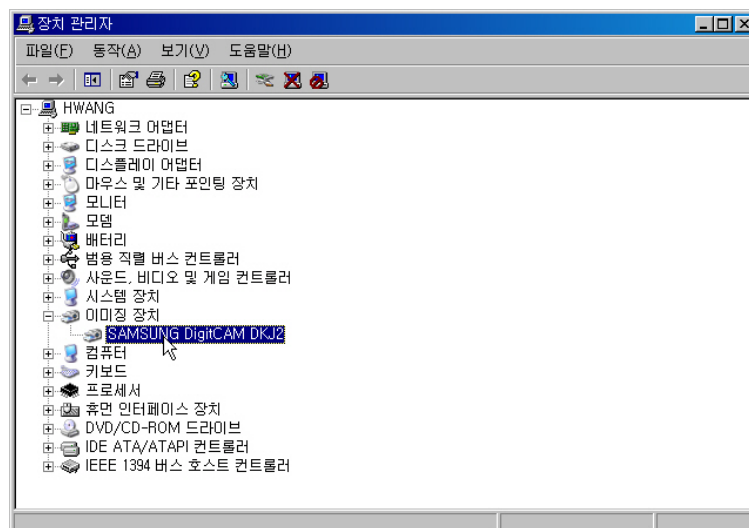 장치 관리자
파일(F) 동작(A) 보기(V) 도움말(H)
HWANG
네트워크 어댑터
디스크 드라이브
디스플레이 어댑터
마우스 및 기타 포인팅 장치
모니터
모뎀
배터리
범용 직렬 버스 컨트롤러
사운드, 비디오 및 게임 컨트롤러
시스템 장치
이미징 장치
SAMSUNG DigitCAM DKJ2
컴퓨터
키보드
프로세서
휴먼 인터페이스 장치
DVD/CD-ROM 드라이브
IDE ATA/ATAPI 컨트롤러
IEEE 1394 버스 호스트 컨트롤러